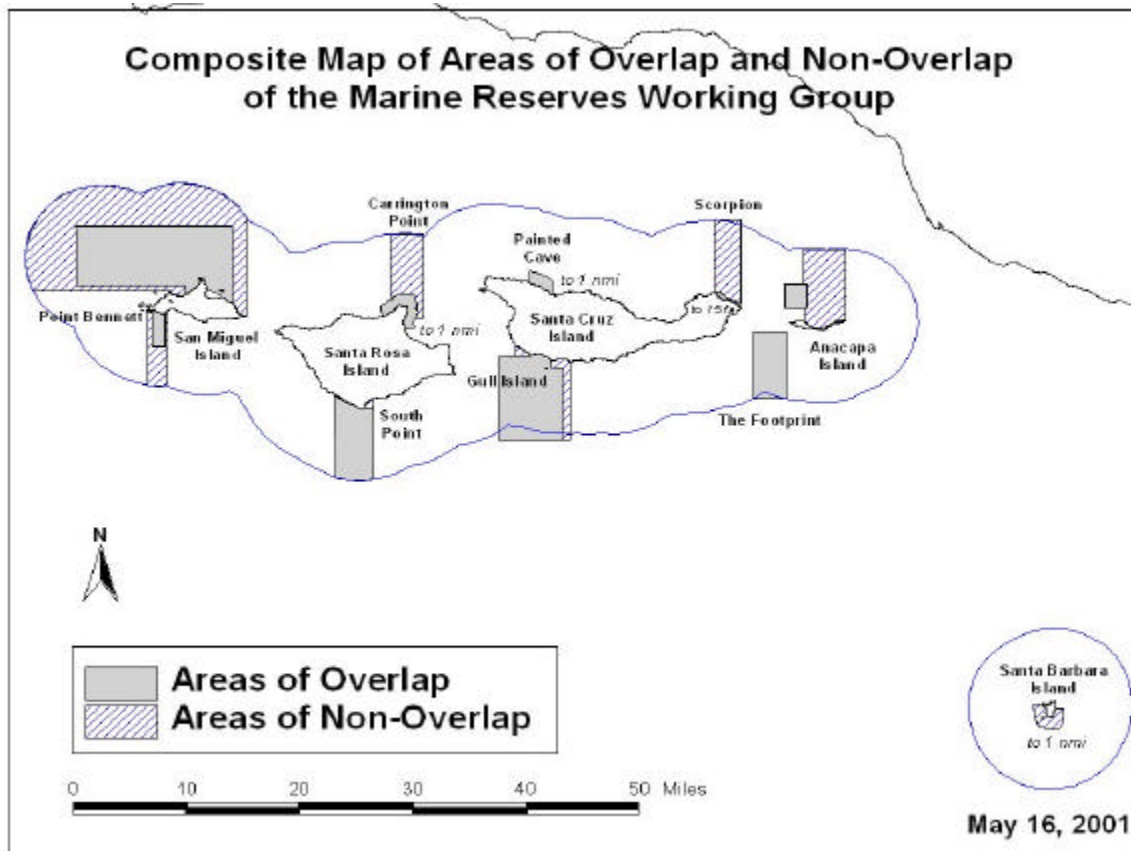 Composite Map of Areas of Overlap and Non-Overlap
of the Marine Reserves Working Group
Carrington
Point
Scorpion
Painted
Cave
to 1 nmi
Point Bennett
San Miguel
Island
to 1 nmi
Santa Rosa
Island
Santa Cruz
Island
Anacapa
Island
Gull Island
South
Point
The Footprint
N
Areas of Overlap
Areas of Non-Overlap
Santa Barbara
Island
to 1 nmi
0 10 20 30 40 50 Miles
May 16, 2001